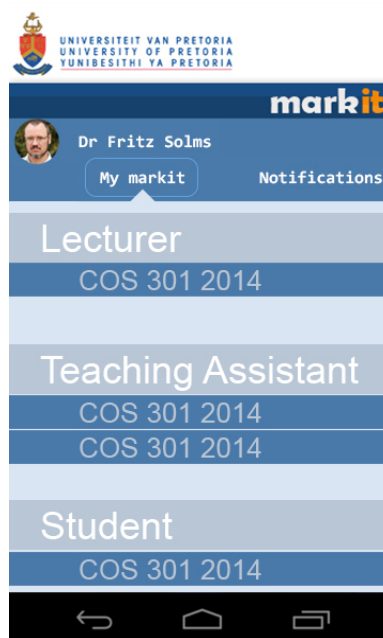 UNIVERSITEIT VAN PRETORIA
UNIVERSITY OF PRETORIA
YUNIBESITHI YA PRETORIA
markit
Dr Fritz Solms
My markit
Notifications
Lecturer
COS 301 2014
Teaching Assistant
COS 301 2014
COS 301 2014
Student
COS 301 2014